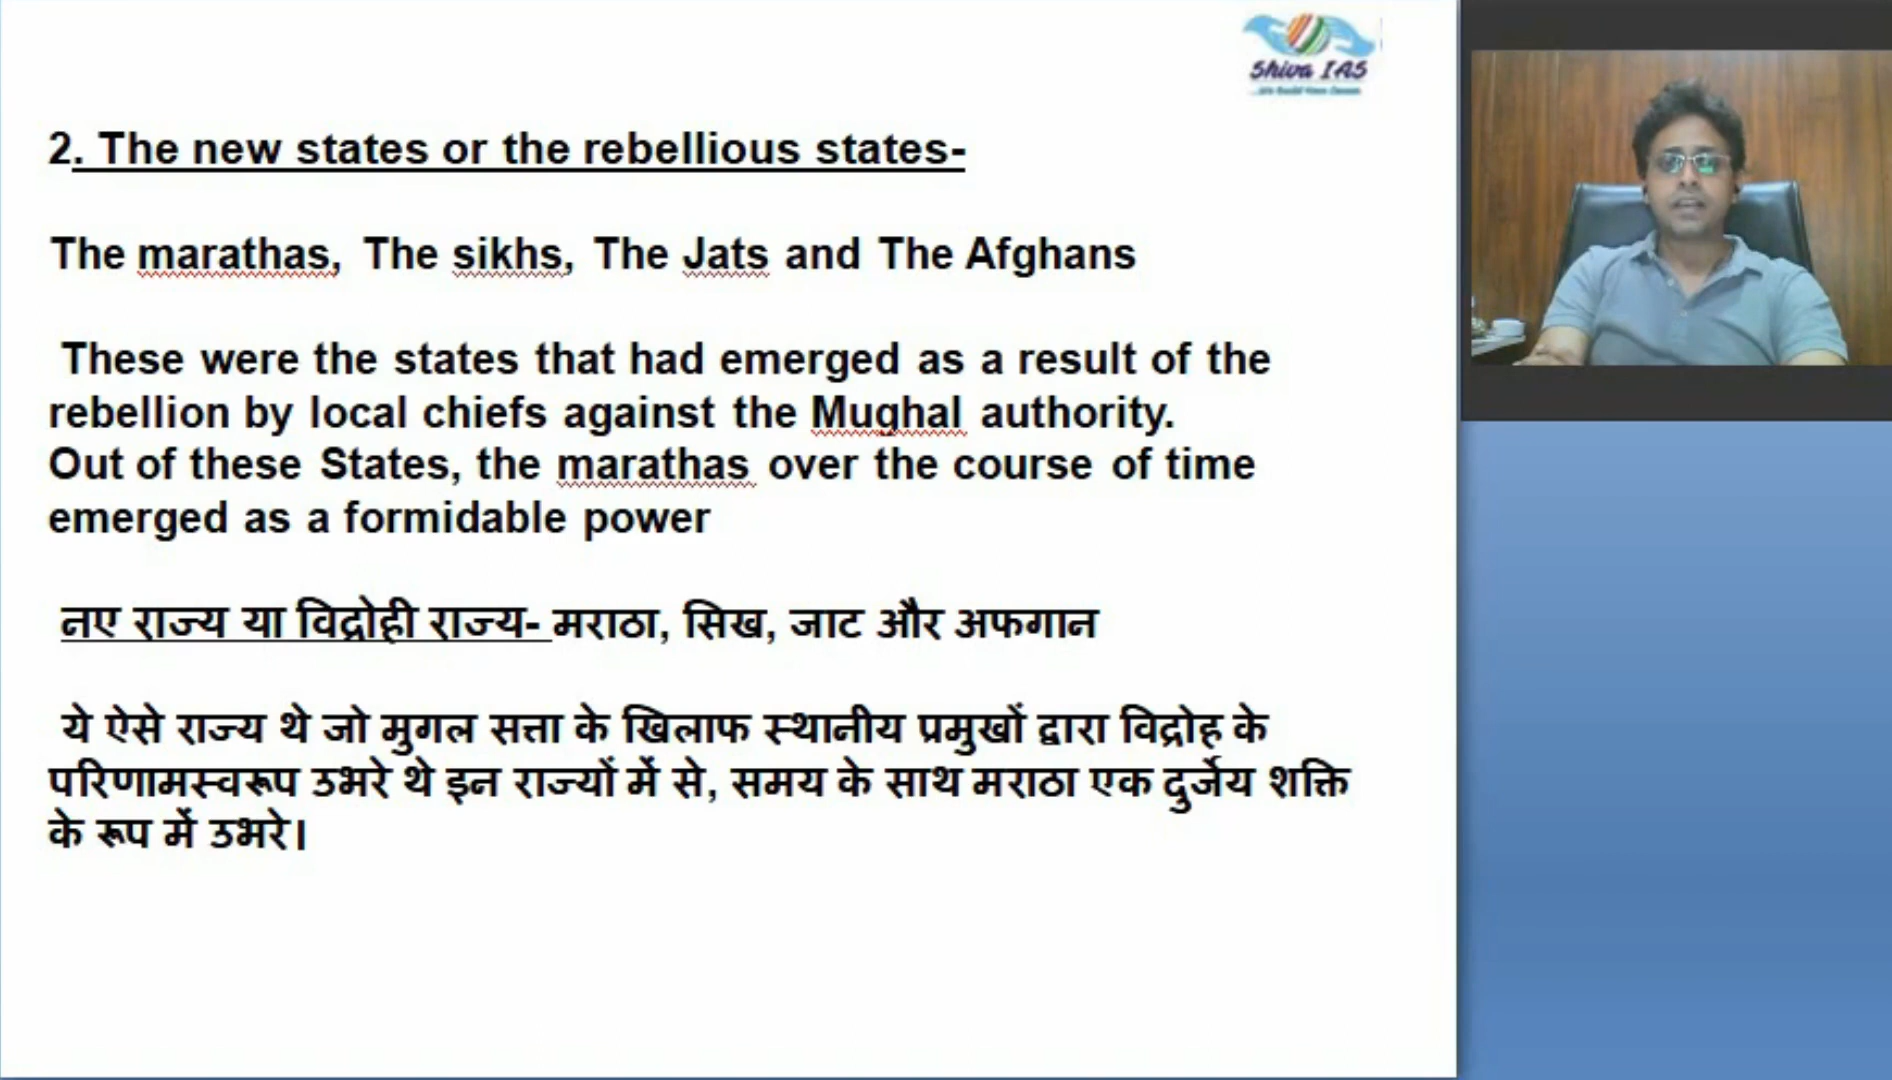 Shiva IAS
2. The new states or the rebellious states-
The marathas, The sikhs, The Jats and The Afghans
These were the states that had emerged as a result of the
rebellion by local chiefs against the Mughal authority.
Out of these States, the marathas over the course of time
emerged as a formidable power
नए राज्य या विद्रोही राज्य- मराठा, सिख, जाट और अफगान
ये ऐसे राज्य थे जो मुगल सत्ता के खिलाफ स्थानीय प्रमुखों द्वारा विद्रोह के
परिणामस्वरूप उभरे थे इन राज्यों में से, समय के साथ मराठा एक दुर्जेय शक्ति
के रूप में उभरे।